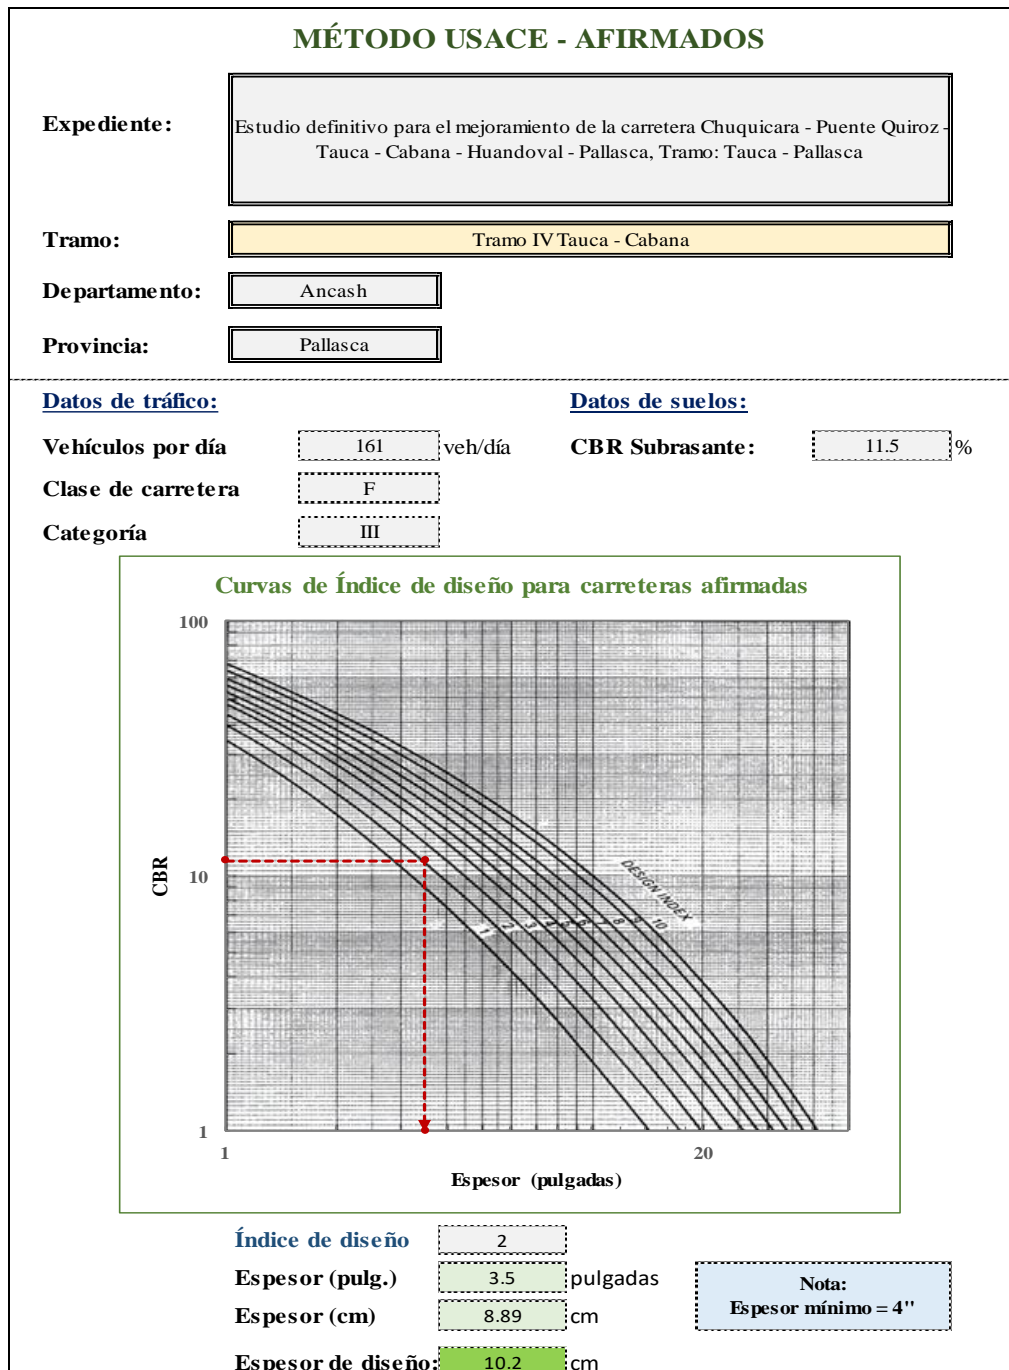 MÉTODO USACE - AFIRMADOS
Expediente:
Estudio definitivo para el mejoramiento de la carretera Chuquicara - Puente Quiroz -
Tauca - Cabana - Huandoval - Pallasca, Tramo: Tauca - Pallasca
Tramo:
Tramo IV Tauca - Cabana
Departamento:
Ancash
Provincia:
Pallasca
Datos de tráfico:
Datos de suelos:
Vehículos por día
161
veh/día
CBR Subrasante:
11.5
%
Clase de carretera
F
Categoría
III
Curvas de Índice de diseño para carreteras afirmadas
100
CBR
10
DESIGN INDEX
1
2
3
4
5
6
7
8
9
10
1
1
20
Espesor (pulgadas)
Índice de diseño
2
Espesor (pulg.)
3.5
pulgadas
Espesor (cm)
8.89
cm
Nota:
Espesor mínimo = 4"
Espesor de diseño:
10.2
cm